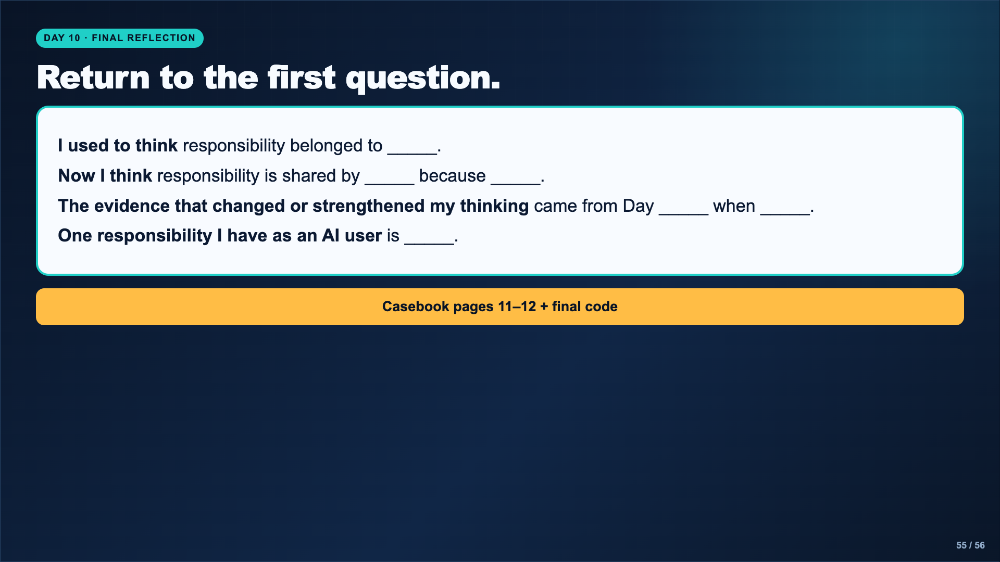 DAY 10 · FINAL REFLECTION
Return to the first question.
I used to think responsibility belonged to _____.
Now I think responsibility is shared by _____ because _____.
The evidence that changed or strengthened my thinking came from Day _____ when _____.
One responsibility I have as an AI user is _____.
Casebook pages 11–12 + final code
55 / 56